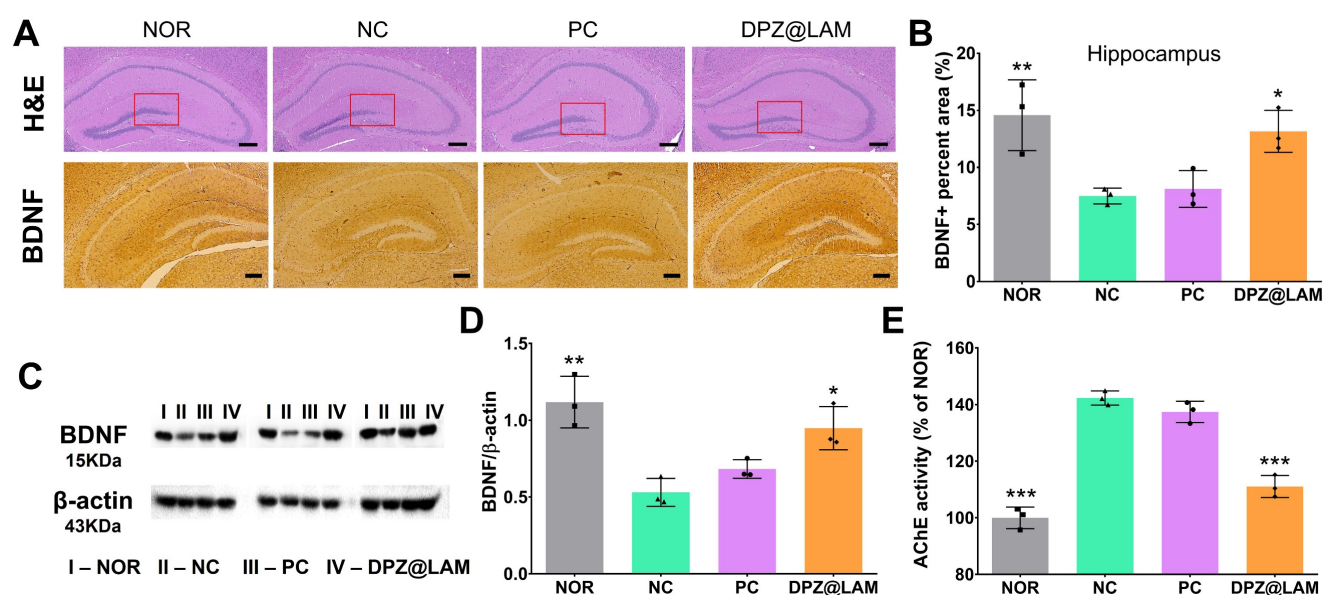 A
NOR NC PC DPZ@LAM
H&E
BDNF
B
Hippocampus
BDNF+ percent area (%)
20
15
10
5
0
** *
NOR NC PC DPZ@LAM
C
I II III IV I II III IV I II III IV
BDNF
15KDa
β-actin
43KDa
I – NOR II – NC III – PC IV – DPZ@LAM
D
BDNF/β-actin
1.5
1.0
0.5
0.0
** *
NOR NC PC DPZ@LAM
E
AChE activity (% of NOR)
160
140
120
100
80
*** ***
NOR NC PC DPZ@LAM